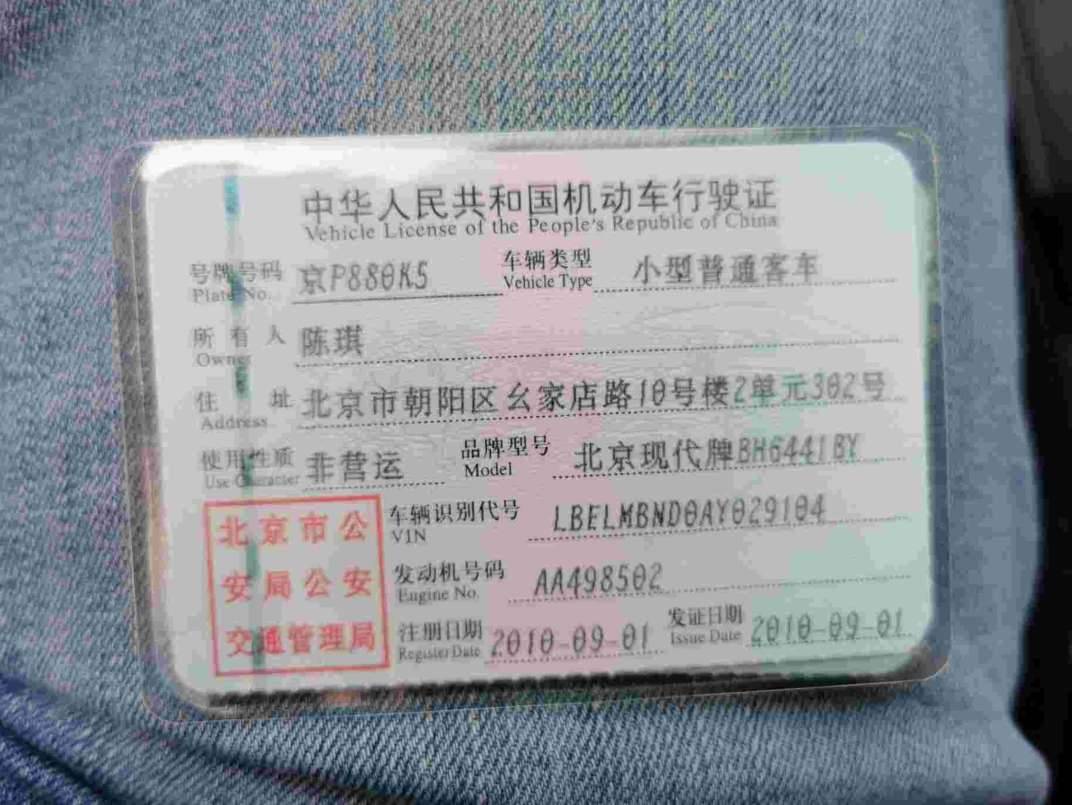 中华人民共和国机动车行驶证
Vehicle License of the People's Republic of China
号牌号码 京P880K5 车辆类型 小型普通客车
Plate No. Vehicle Type
所有人 陈琪
Owner
住址 北京市朝阳区幺家店路10号楼2单元302号
Address
使用性质 非营运 品牌型号 北京现代牌BH6441BY
Use Character Model
北京市公 车辆识别代号 LBELMBND0AY029104
VIN
安局公安 发动机号码 AA498502
Engine No.
交通管理局 注册日期 2010-09-01 发证日期 2010-09-01
Register Date Issue Date